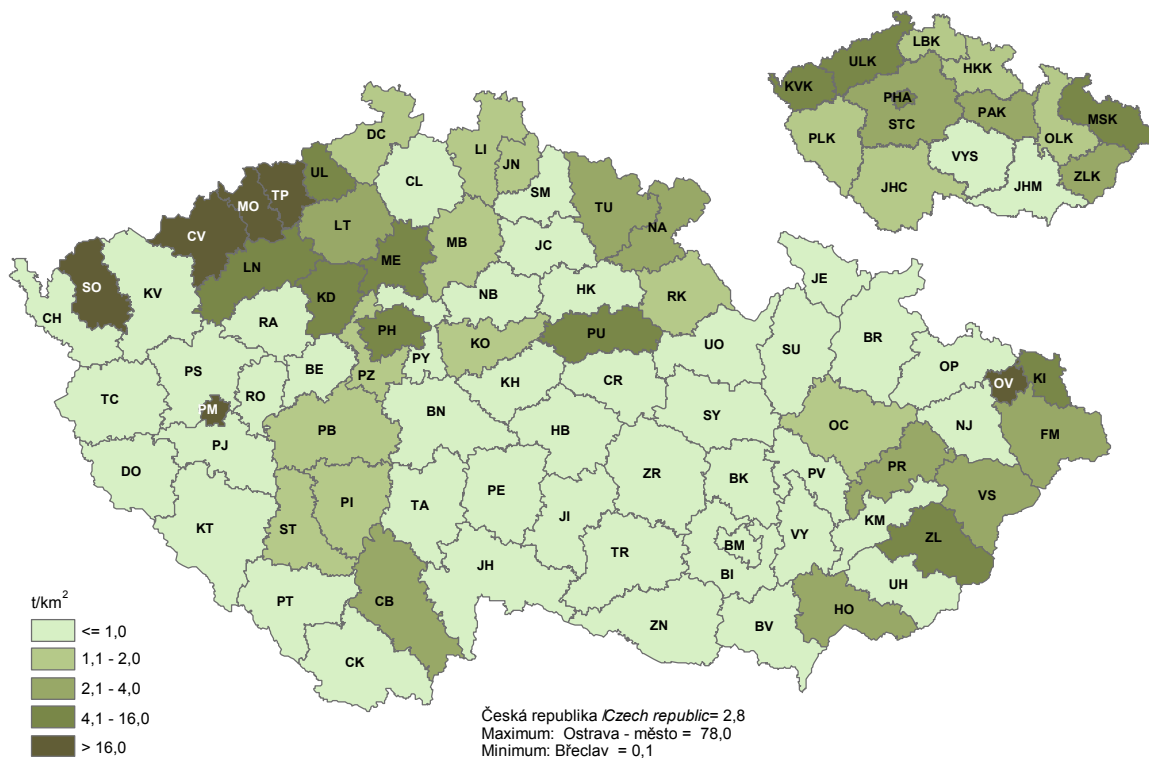 LBK
ULK
HKK
KVK
PHA
PAK
MSK
STC
OLK
PLK
VYS
ZLK
JHC
JHM
DC
LI
JN
UL
CL
TP
SM
MO
TU
LT
NA
CV
MB
JC
ME
LN
SO
KV
NB
HK
RK
JE
KD
CH
RA
PH
KO
PU
UO
SU
BR
PY
OP
OV
KI
PS
BE
PZ
TC
RO
KH
CR
PM
BN
SY
NJ
FM
PB
HB
OC
PJ
DO
PR
ZR
BK
PV
VS
PE
TA
PI
ST
KT
JI
KM
VY
BM
ZL
TR
JH
BI
UH
CB
HO
PT
ZN
BV
CK
t/km²
<= 1,0
1,1 - 2,0
2,1 - 4,0
4,1 - 16,0
> 16,0
Česká republika /Czech republic= 2,8
Maximum: Ostrava - město = 78,0
Minimum: Břeclav = 0,1